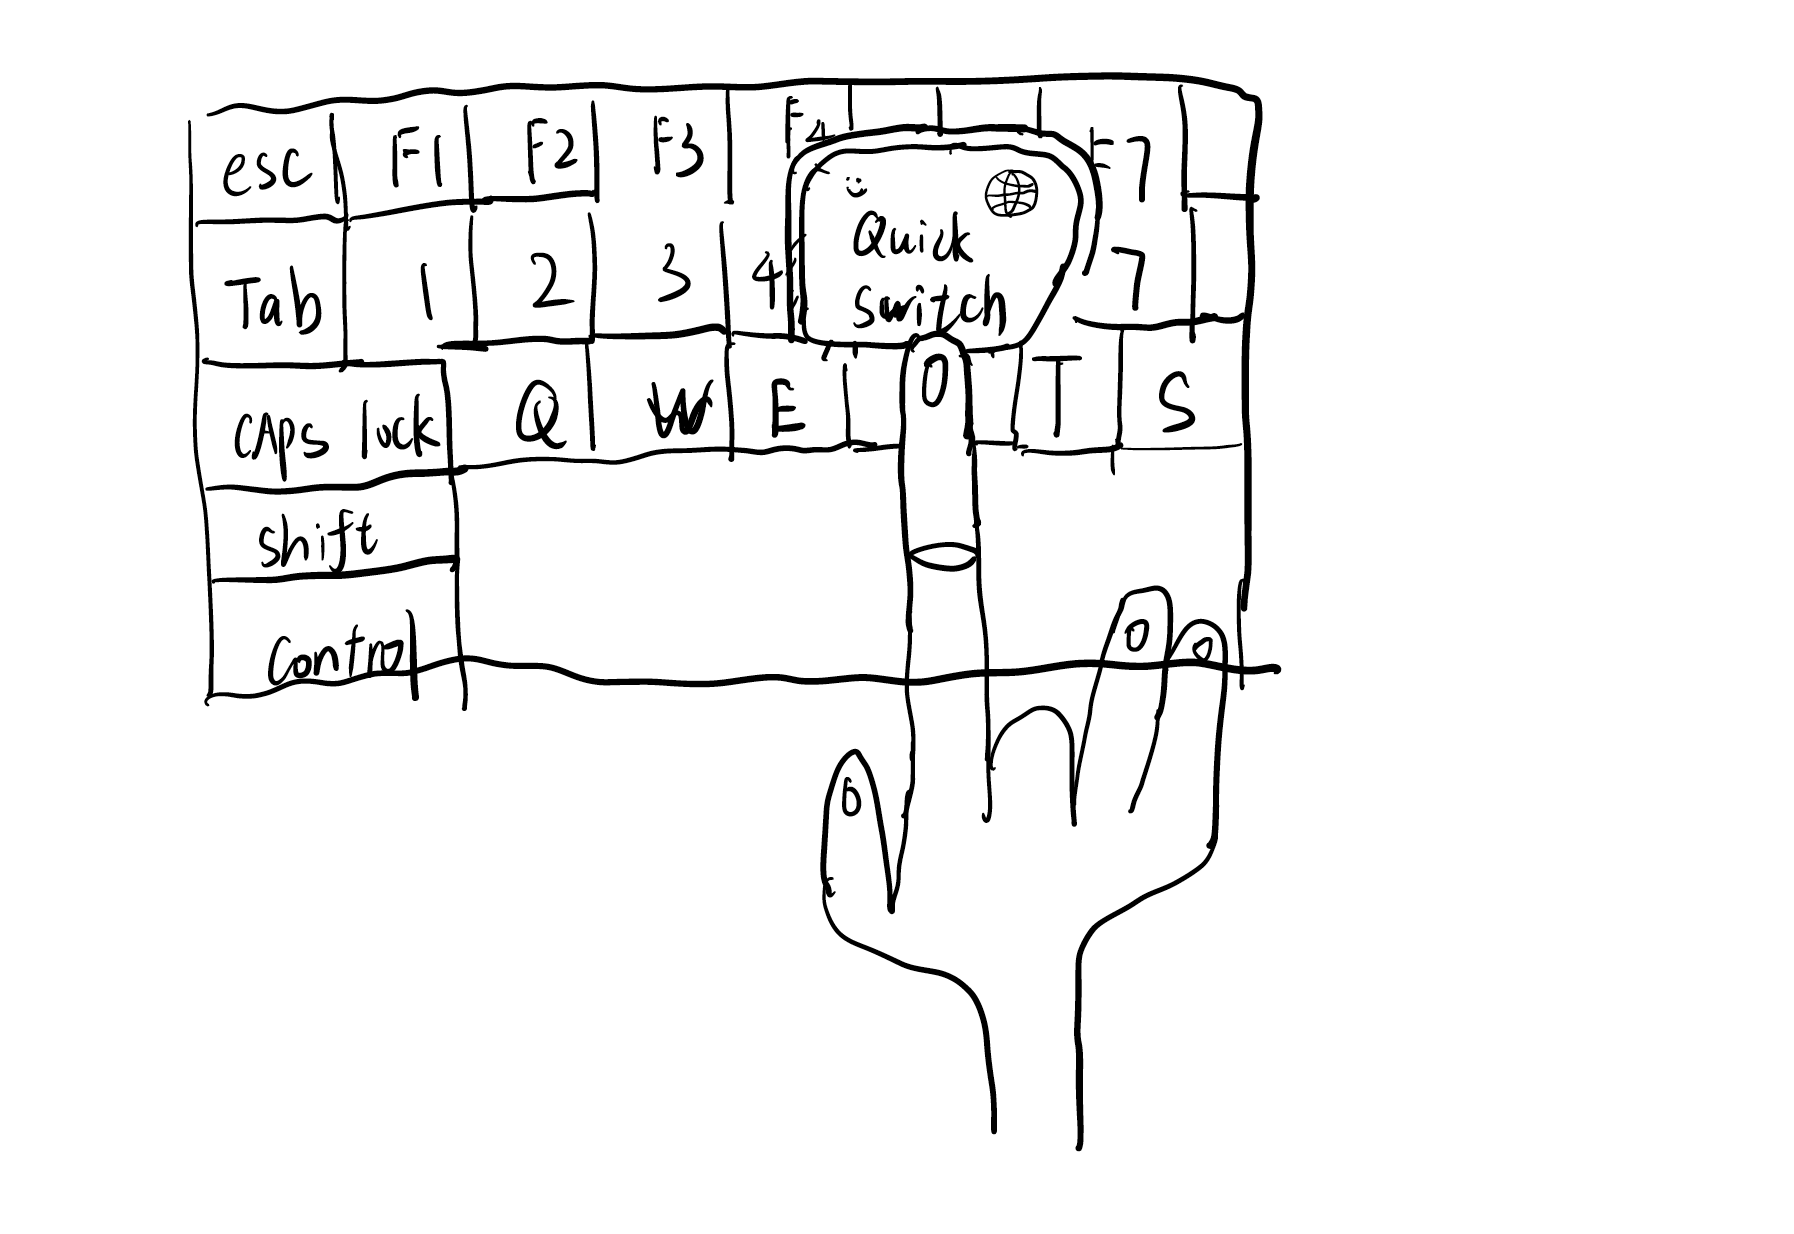 esc F1 F2 F3 F4 F7
Tab 1 2 3 4 7
Quick
Switch
CAps lock Q W E T S
shift
Control